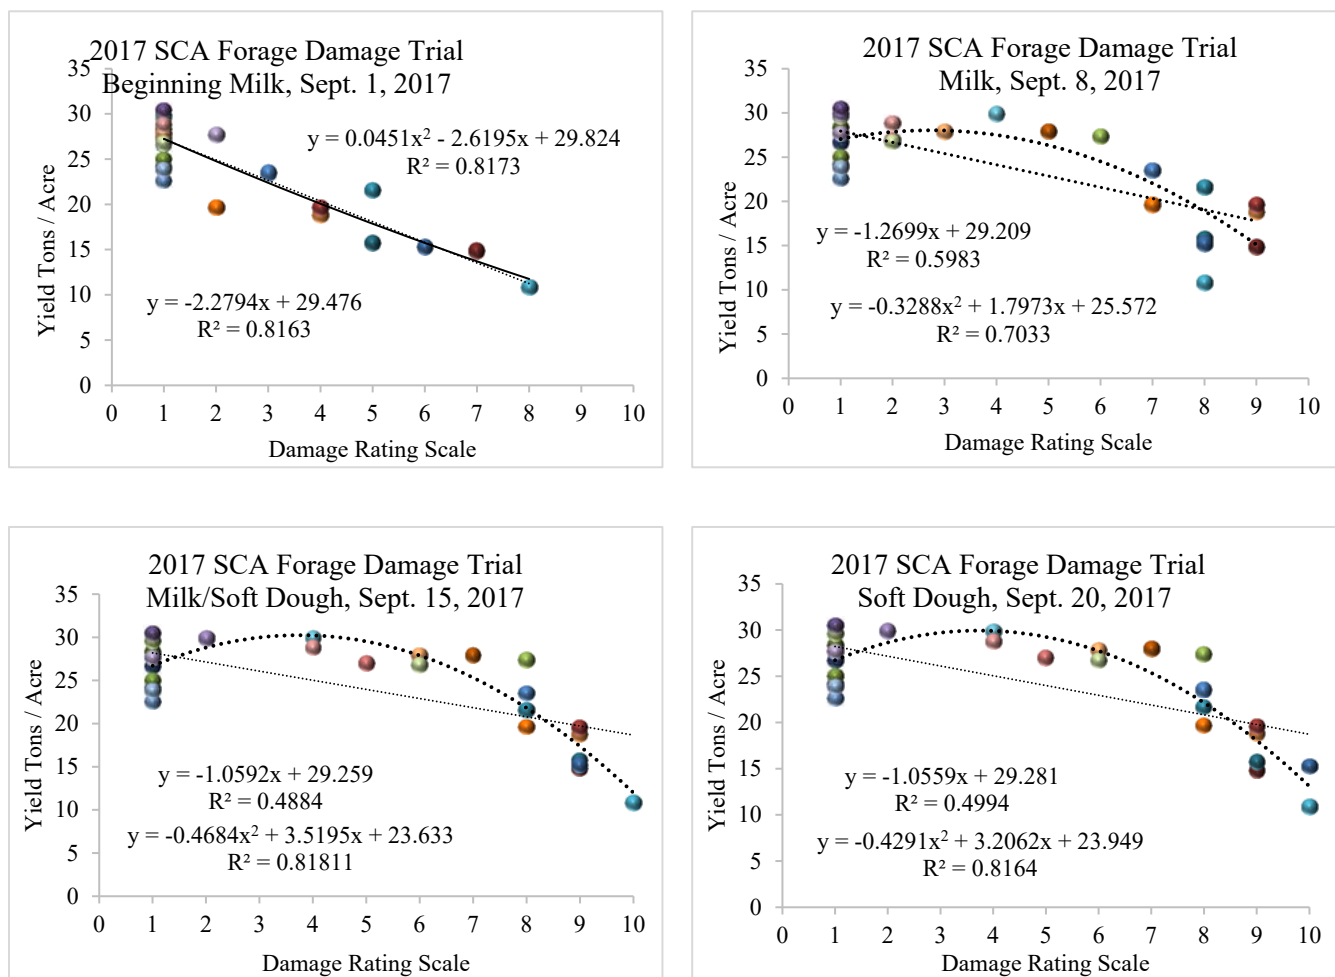 2017 SCA Forage Damage Trial
Beginning Milk, Sept. 1, 2017
35
30
25
20
15
10
5
0
Yield Tons / Acre
y = 0.0451x² - 2.6195x + 29.824
R² = 0.8173
y = -2.2794x + 29.476
R² = 0.8163
0 1 2 3 4 5 6 7 8 9 10
Damage Rating Scale
2017 SCA Forage Damage Trial
Milk, Sept. 8, 2017
35
30
25
20
15
10
5
0
Yield Tons / Acre
y = -1.2699x + 29.209
R² = 0.5983
y = -0.3288x² + 1.7973x + 25.572
R² = 0.7033
0 1 2 3 4 5 6 7 8 9 10
Damage Rating Scale
2017 SCA Forage Damage Trial
Milk/Soft Dough, Sept. 15, 2017
35
30
25
20
15
10
5
0
Yield Tons / Acre
y = -1.0592x + 29.259
R² = 0.4884
y = -0.4684x² + 3.5195x + 23.633
R² = 0.81811
0 1 2 3 4 5 6 7 8 9 10
Damage Rating Scale
2017 SCA Forage Damage Trial
Soft Dough, Sept. 20, 2017
35
30
25
20
15
10
5
0
Yield Tons / Acre
y = -1.0559x + 29.281
R² = 0.4994
y = -0.4291x² + 3.2062x + 23.949
R² = 0.8164
0 1 2 3 4 5 6 7 8 9 10
Damage Rating Scale